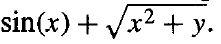 sin(x) + √(x² + y).